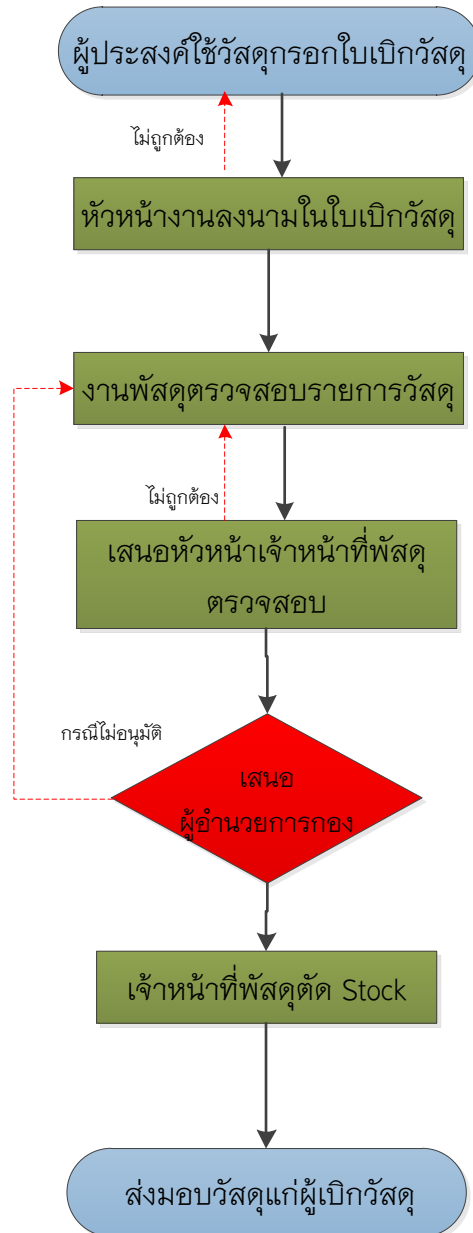 ผู้ประสงค์ใช้วัสดุกรอกใบเบิกวัสดุ
ไม่ถูกต้อง
หัวหน้างานลงนามในใบเบิกวัสดุ
งานพัสดุตรวจสอบรายการวัสดุ
ไม่ถูกต้อง
เสนอหัวหน้าเจ้าหน้าที่พัสดุ
ตรวจสอบ
กรณีไม่อนุมัติ
เสนอ
ผู้อำนวยการกอง
เจ้าหน้าที่พัสดุตัด Stock
ส่งมอบวัสดุแก่ผู้เบิกวัสดุ